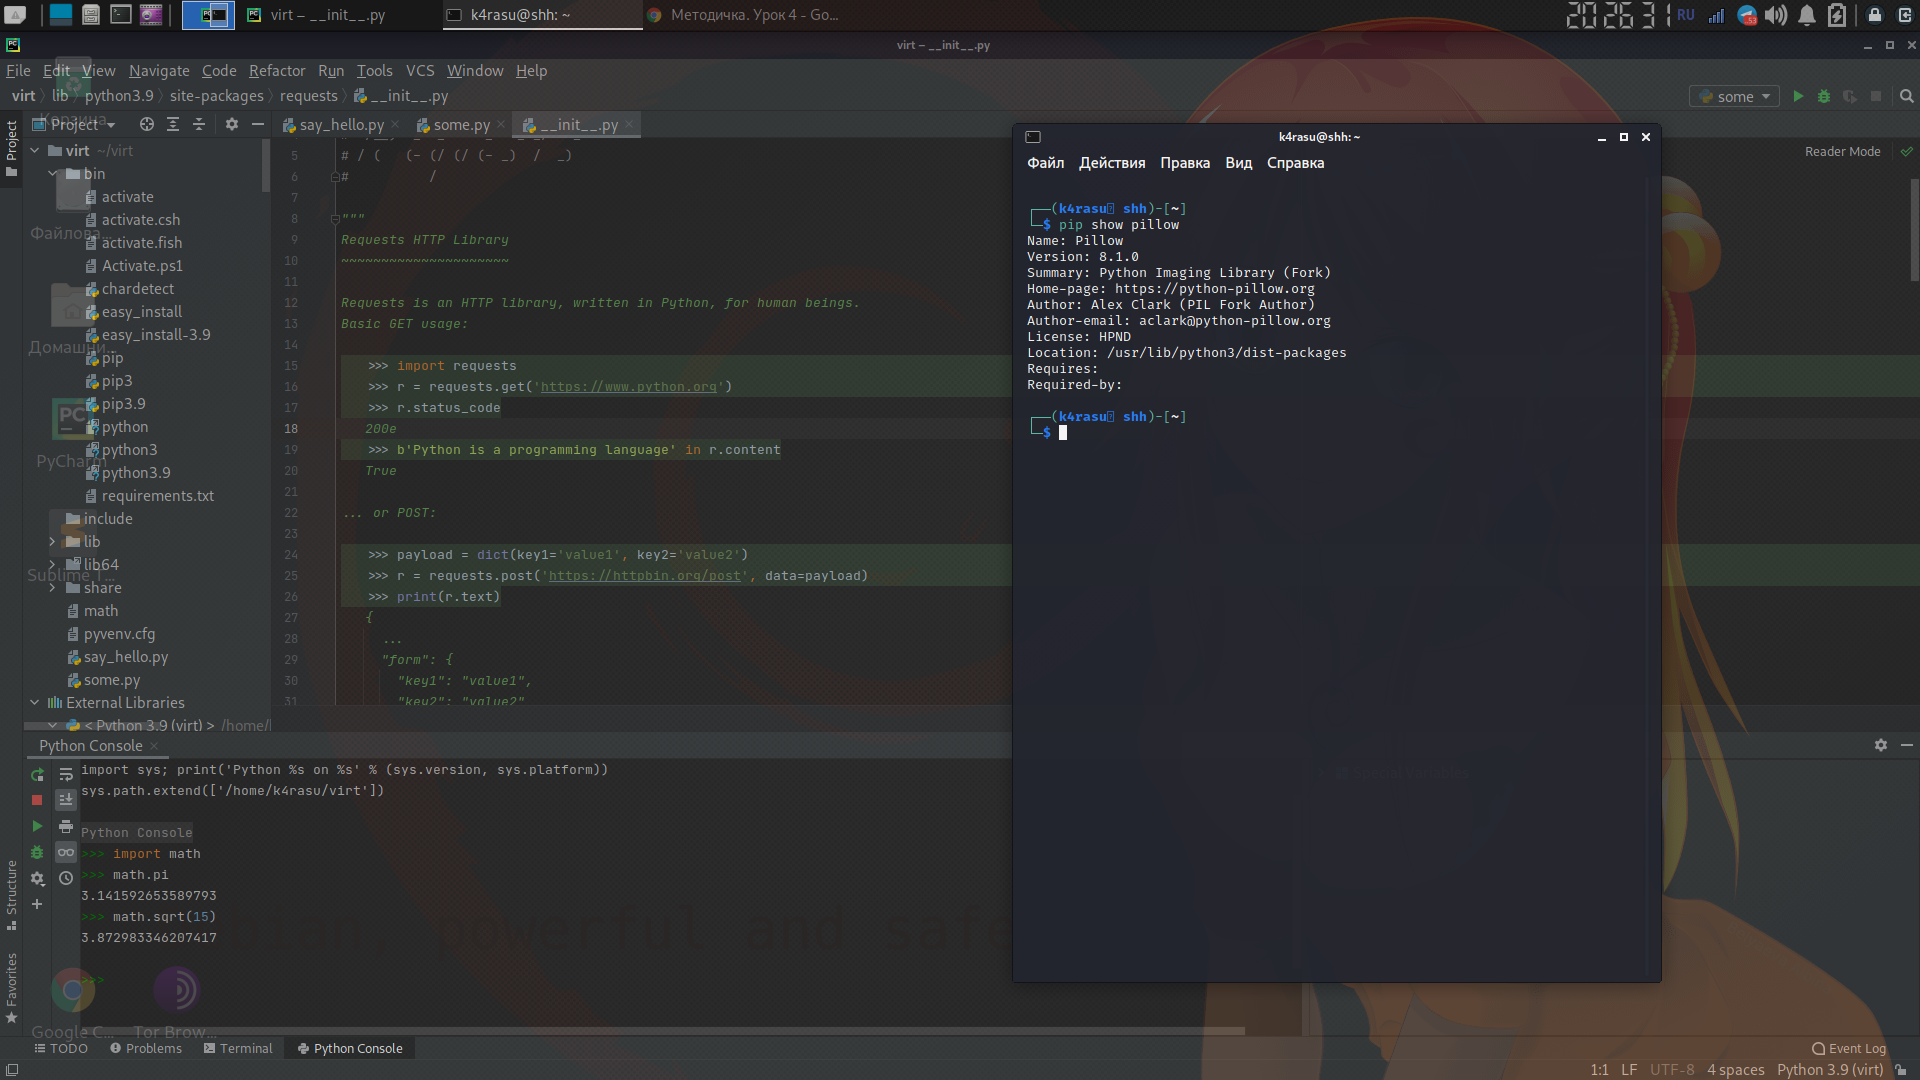 virt – __init__.py
k4rasu@shh: ~
Методичка. Урок 4 - Go...
20 26 31
RU
virt – __init__.py
File Edit View Navigate Code Refactor Run Tools VCS Window Help
virt lib python3.9 site-packages requests __init__.py
some
Корзина
Project
say_hello.py
some.py
__init__.py
Reader Mode
Project
virt ~/virt
bin
activate
activate.csh
Файлова...
activate.fish
Activate.ps1
chardetect
easy_install
easy_install-3.9
Домашни...
pip
pip3
pip3.9
python
python3
PyCharm
python3.9
requirements.txt
include
lib
lib64
Sublime T...
share
math
pyvenv.cfg
say_hello.py
some.py
External Libraries
< Python 3.9 (virt) > /home/
5 # / ( (- (/ (/ (- _) / _)
6 # /
7
8 """
9 Requests HTTP Library
10 ~~~~~~~~~~~~~~~~~~~~~
11
12 Requests is an HTTP library, written in Python, for human beings.
13 Basic GET usage:
14
15 >>> import requests
16 >>> r = requests.get('https://www.python.org')
17 >>> r.status_code
18 200e
19 >>> b'Python is a programming language' in r.content
20 True
21
22 ... or POST:
23
24 >>> payload = dict(key1='value1', key2='value2')
25 >>> r = requests.post('https://httpbin.org/post', data=payload)
26 >>> print(r.text)
27 {
28 ...
29 "form": {
30 "key1": "value1",
31 "key2": "value2"
k4rasu@shh: ~
Файл Действия Правка Вид Справка
┌──(k4rasu shh)-[~]
└─$ pip show pillow
Name: Pillow
Version: 8.1.0
Summary: Python Imaging Library (Fork)
Home-page: https://python-pillow.org
Author: Alex Clark (PIL Fork Author)
Author-email: aclark@python-pillow.org
License: HPND
Location: /usr/lib/python3/dist-packages
Requires:
Required-by:
┌──(k4rasu shh)-[~]
└─$
Python Console
import sys; print('Python %s on %s' % (sys.version, sys.platform))
sys.path.extend(['/home/k4rasu/virt'])
Python Console
>>> import math
>>> math.pi
3.141592653589793
>>> math.sqrt(15)
3.872983346207417
>>>
powerful and safe
Structure
Favorites
Google C...
Tor Brow...
TODO Problems Terminal Python Console
Event Log
1:1 LF UTF-8 4 spaces Python 3.9 (virt)